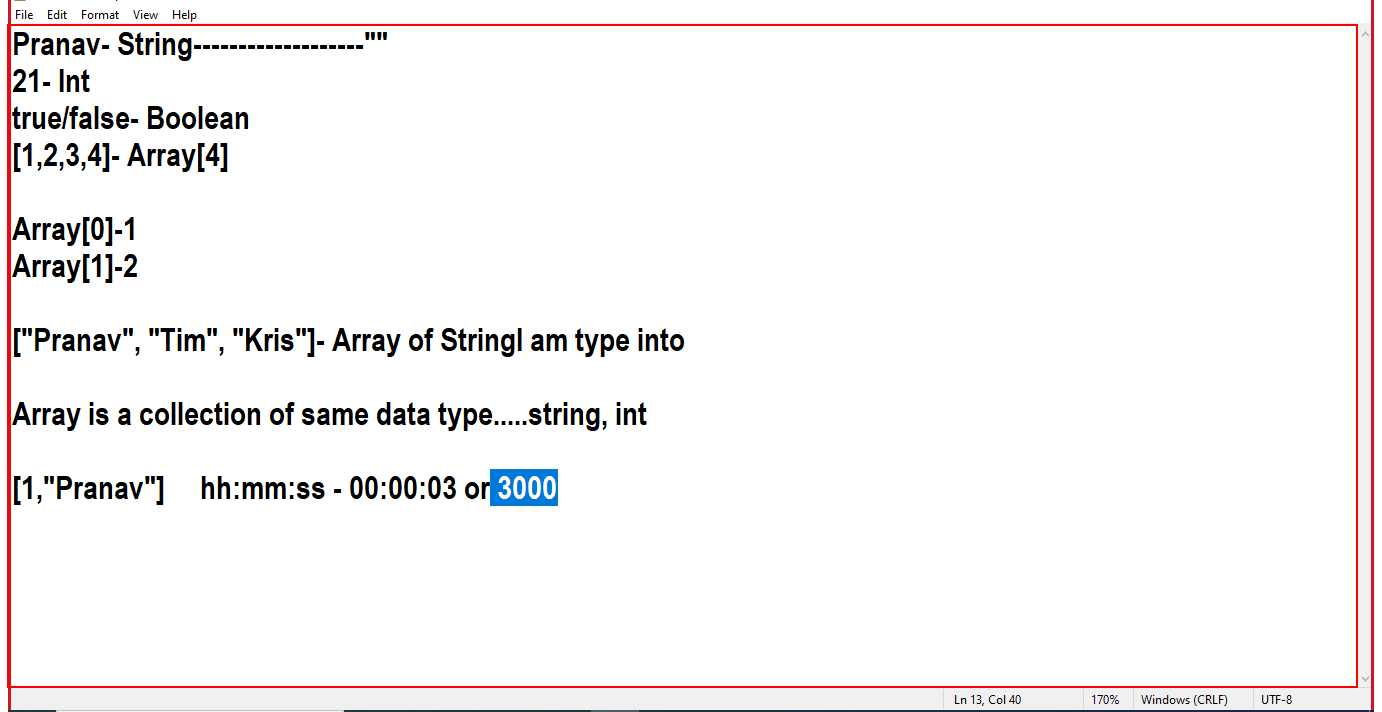 File Edit Format View Help
Pranav- String-------------------""
21- Int
true/false- Boolean
[1,2,3,4]- Array[4]
Array[0]-1
Array[1]-2
["Pranav", "Tim", "Kris"]- Array of StringI am type into
Array is a collection of same data type.....string, int
[1,"Pranav"]     hh:mm:ss - 00:00:03 or 3000
Ln 13, Col 40 170% Windows (CRLF) UTF-8